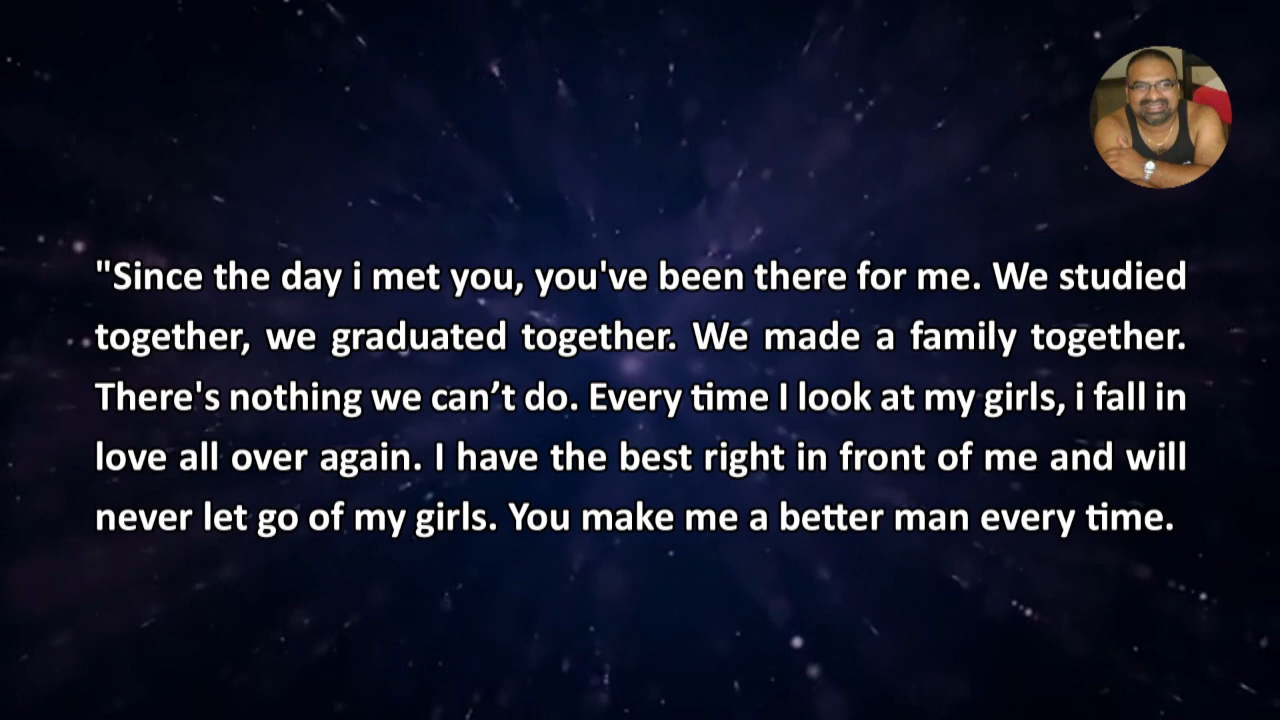 "Since the day i met you, you've been there for me. We studied
together, we graduated together. We made a family together.
There's nothing we can’t do. Every time I look at my girls, i fall in
love all over again. I have the best right in front of me and will
never let go of my girls. You make me a better man every time.